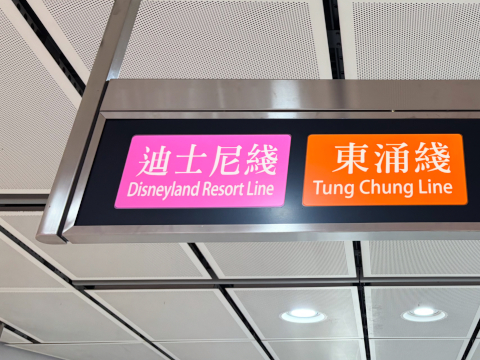 迪士尼綫
Disneyland Resort Line
東涌綫
Tung Chung Line